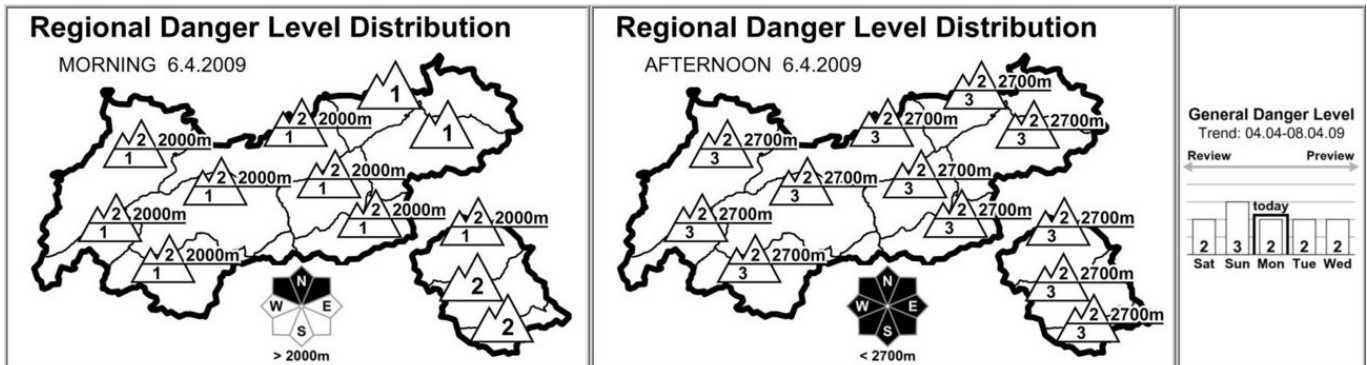 Regional Danger Level Distribution
MORNING 6.4.2009
1
1
2 2000m
1
2 2000m
1
2 2000m
1
2 2000m
1
2 2000m
1
2 2000m
1
2 2000m
1
2 2000m
1
2 2000m
1
2
2
N
W E
S
> 2000m
Regional Danger Level Distribution
AFTERNOON 6.4.2009
2 2700m
3
2 2700m
3
2 2700m
3
2 2700m
3
2 2700m
3
2 2700m
3
2 2700m
3
2 2700m
3
2 2700m
3
2 2700m
3
2 2700m
3
2 2700m
3
N
W E
S
< 2700m
General Danger Level
Trend: 04.04-08.04.09
Review Preview
today
2 3 2 2 2
Sat Sun Mon Tue Wed